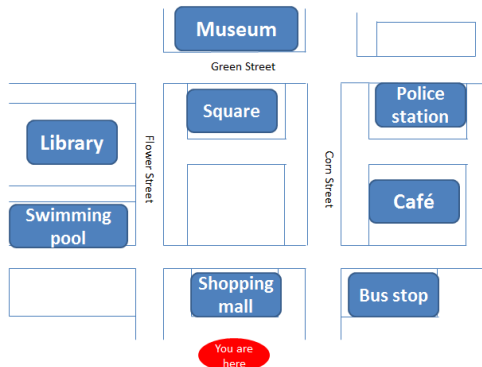 Museum
Green Street
Square
Police
station
Library
Flower Street
Corn Street
Café
Swimming
pool
Shopping
mall
Bus stop
You are
here